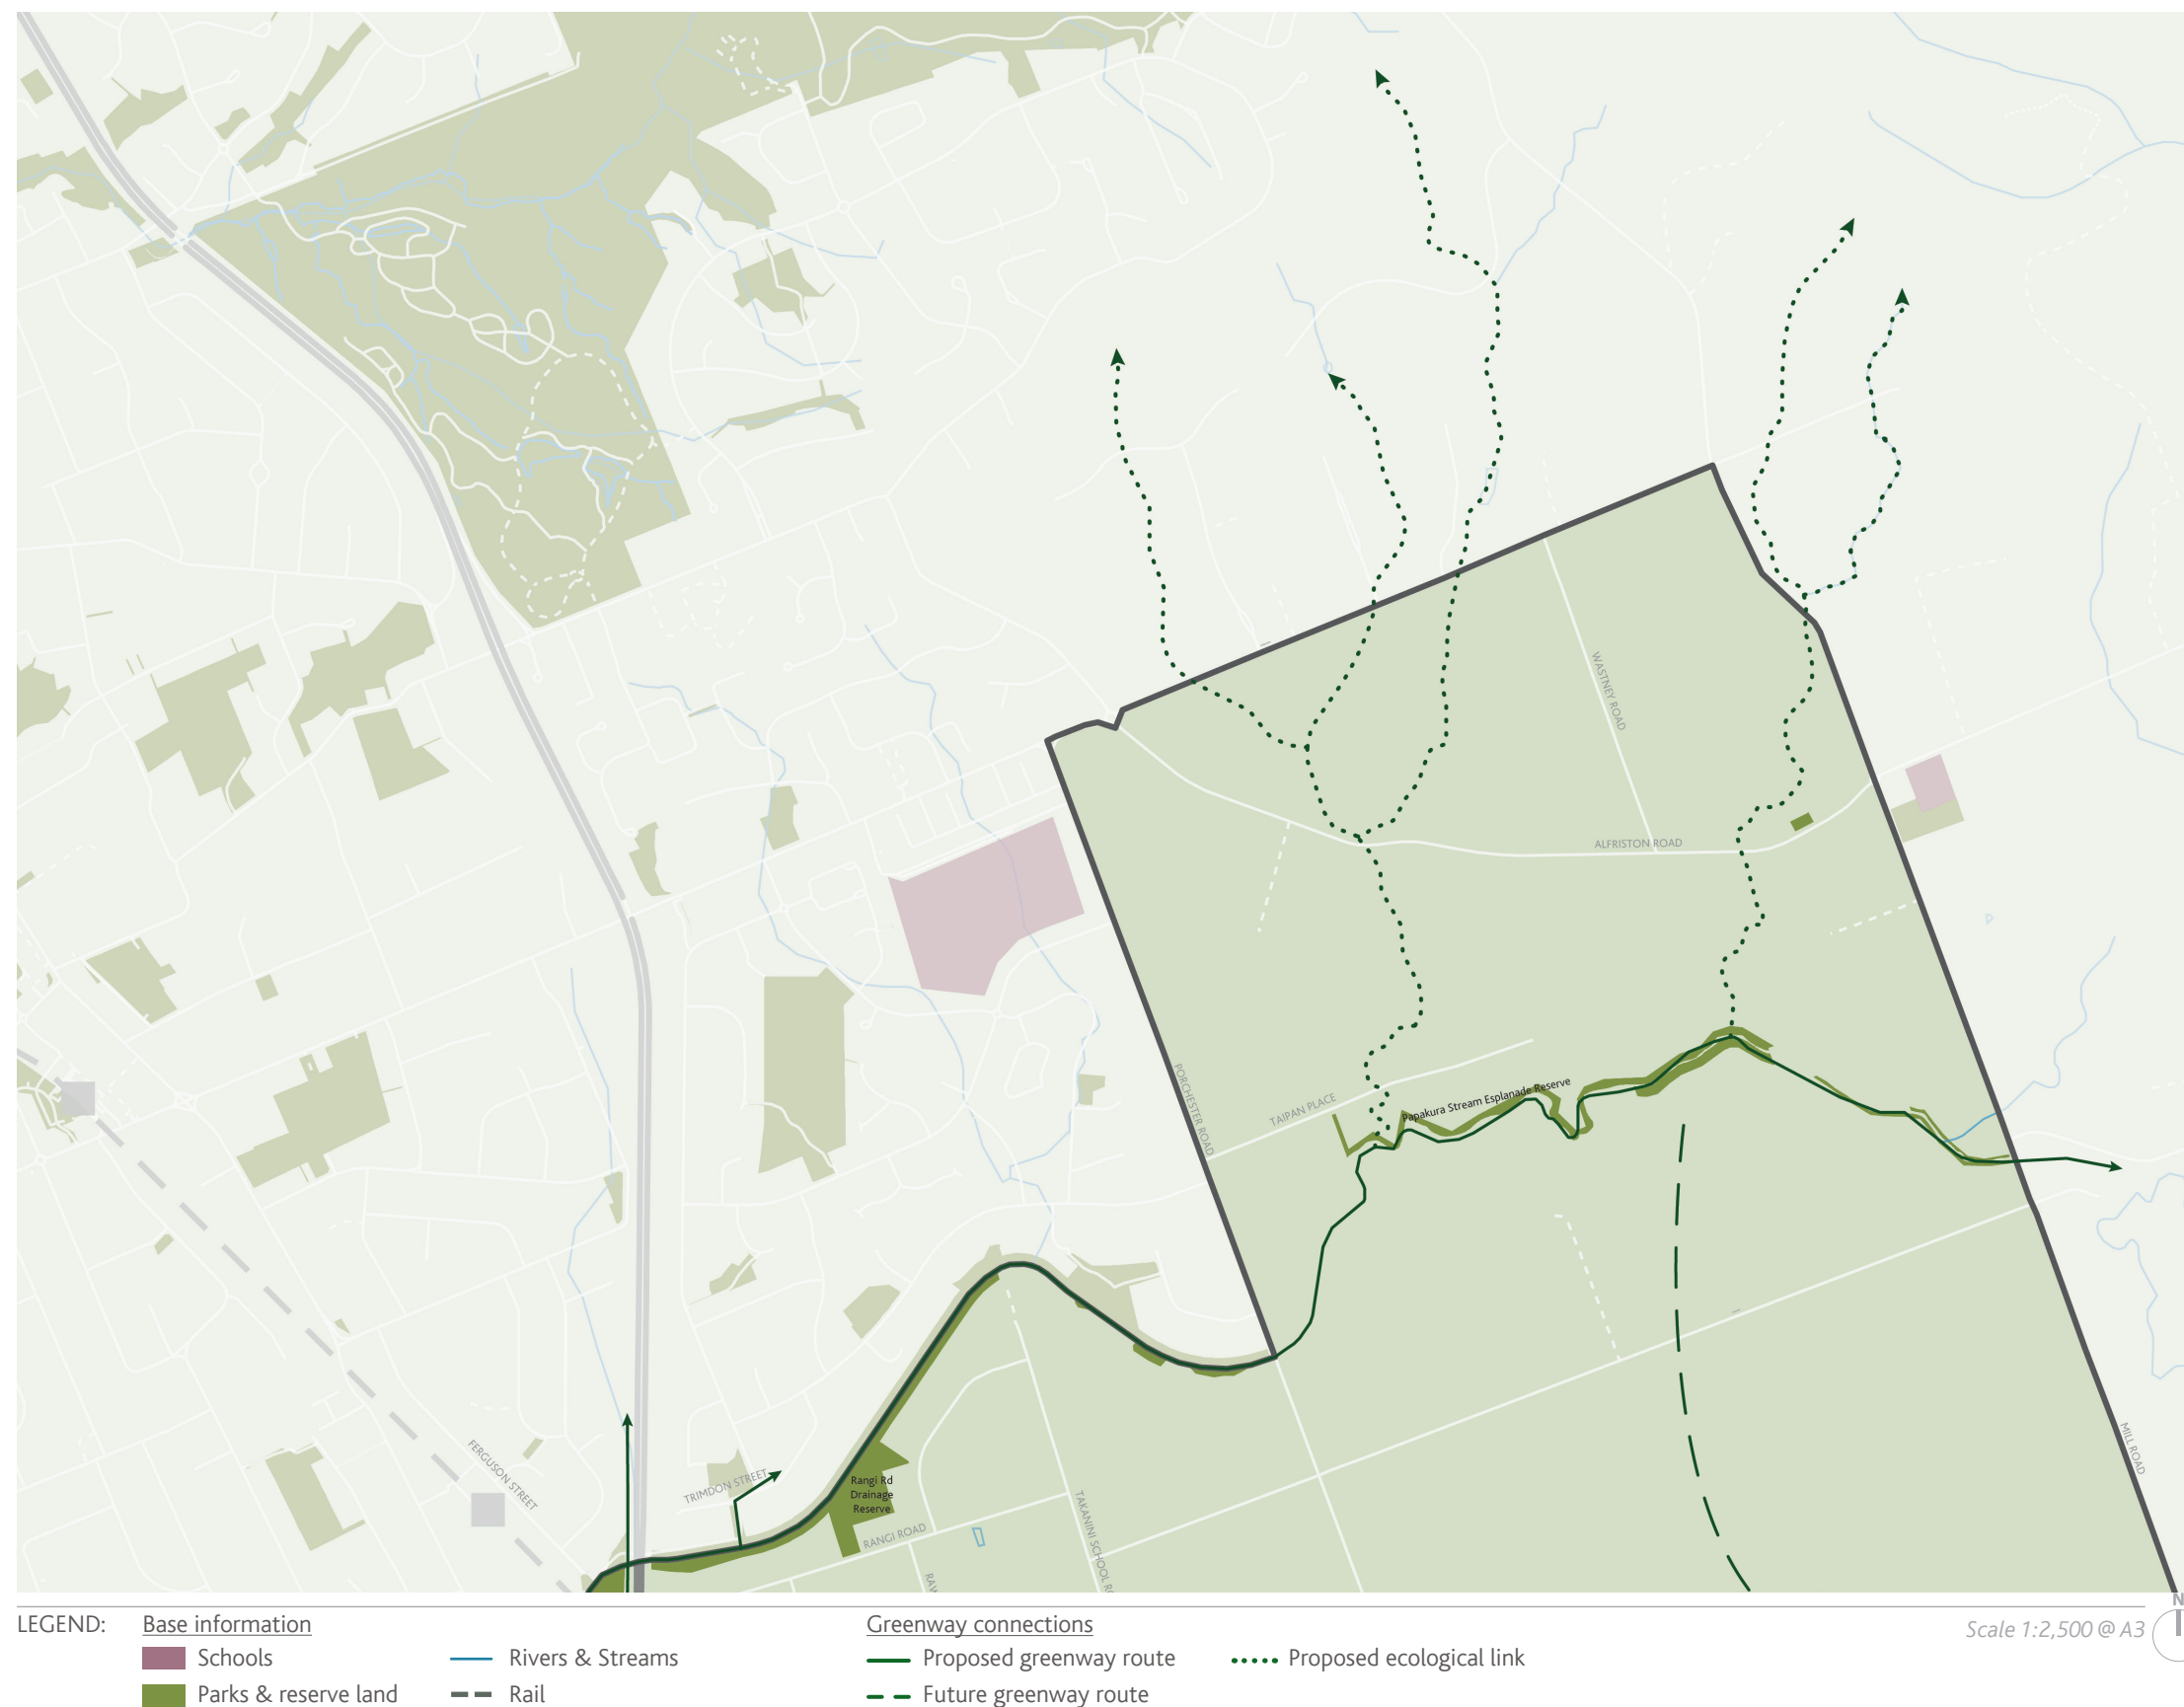 WASTNEY ROAD
ALFRISTON ROAD
PORCHESTER ROAD
TAIPAN PLACE
Papakura Stream Esplanade Reserve
FERGUSON STREET
TRIMDON STREET
Rangi Rd
Drainage
Reserve
RANGI ROAD
TAKANINI SCHOOL
MILL ROAD
LEGEND:
Base information
Schools
Parks & reserve land
Rivers & Streams
Rail
Greenway connections
Proposed greenway route
Future greenway route
Proposed ecological link
Scale 1:2,500 @ A3
N